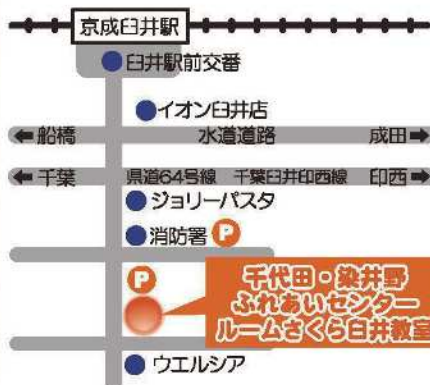 京成臼井駅
臼井駅前交番
イオン臼井店
←船橋 水道道路 成田→
←千葉 県道64号線 千葉臼井印西線 印西→
ジョリーパスタ
消防署 P
P
千代田・染井野
ふれあいセンター
ルームさくら臼井教室
ウエルシア